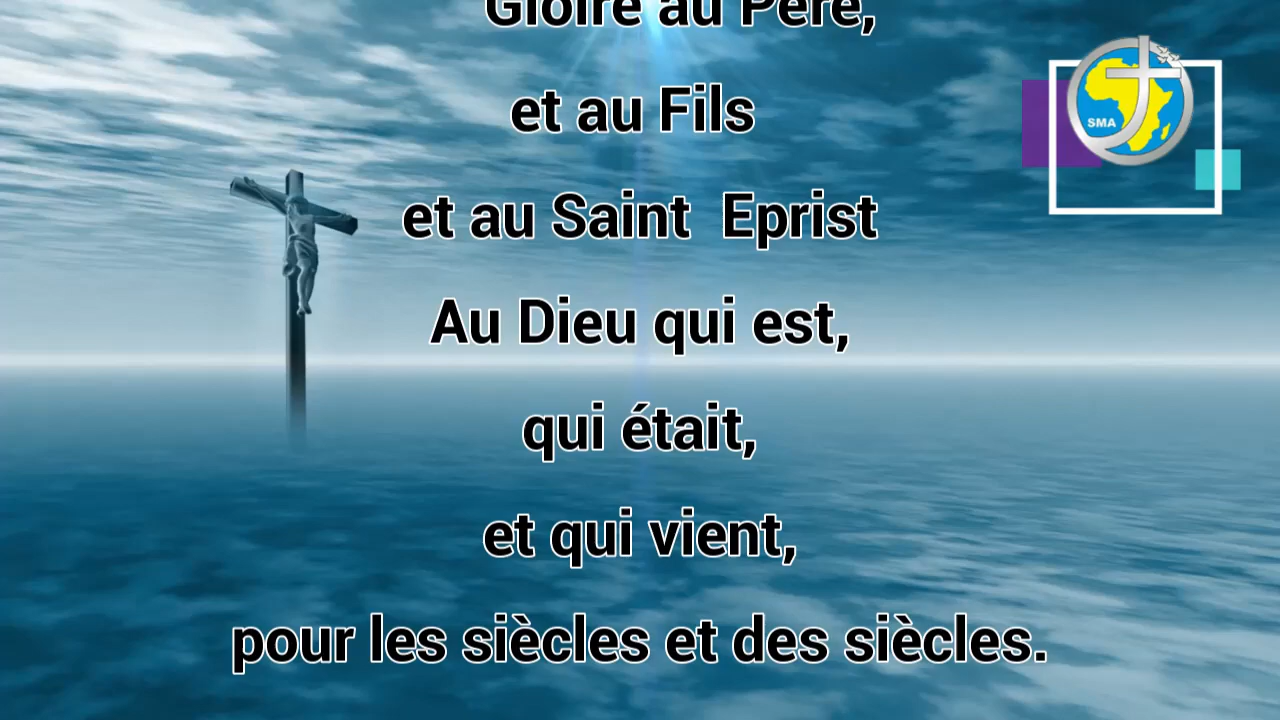 Gloire au Père,
et au Fils
et au Saint  Eprist
Au Dieu qui est,
qui était,
et qui vient,
pour les siècles et des siècles.
SMA